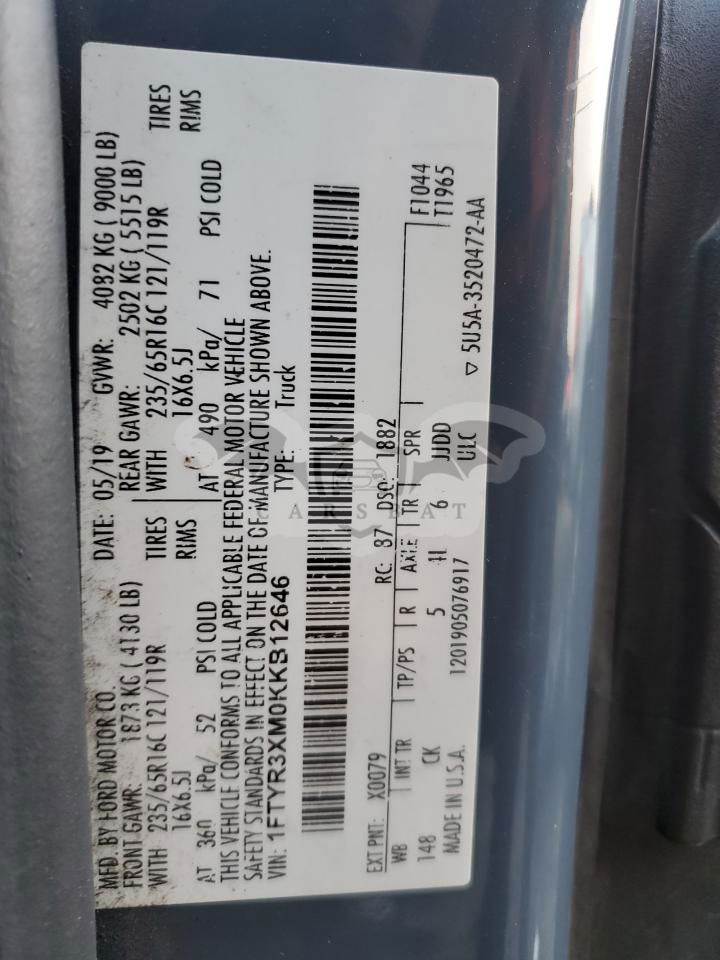 MFD. BY FORD MOTOR CO.
DATE: 05/19 GVWR: 4082 KG ( 9000 LB)
FRONT GAWR: 1873 KG ( 4130 LB)
REAR GAWR: 2502 KG ( 5515 LB)
WITH 235/65R16C 121/119R TIRES
WITH 235/65R16C 121/119R TIRES
16X6.5J RIMS
16X6.5J RIMS
AT 360 kPa/ 52 PSI COLD
AT 490 kPa/ 71 PSI COLD
THIS VEHICLE CONFORMS TO ALL APPLICABLE FEDERAL MOTOR VEHICLE
SAFETY STANDARDS IN EFFECT ON THE DATE OF MANUFACTURE SHOWN ABOVE.
VIN: 1FTYR3XM0KKB12646 TYPE: Truck
EXT PNT: X0079 RC: 87 DSO: 1882
WB INT TR TP/PS R AXLE TR SPR
F1044
T1965
148 CK 5 4L 6 JJDD
ULC
MADE IN U.S.A. 1201905076917
▽ 5U5A-3520472-AA
CARSBAT